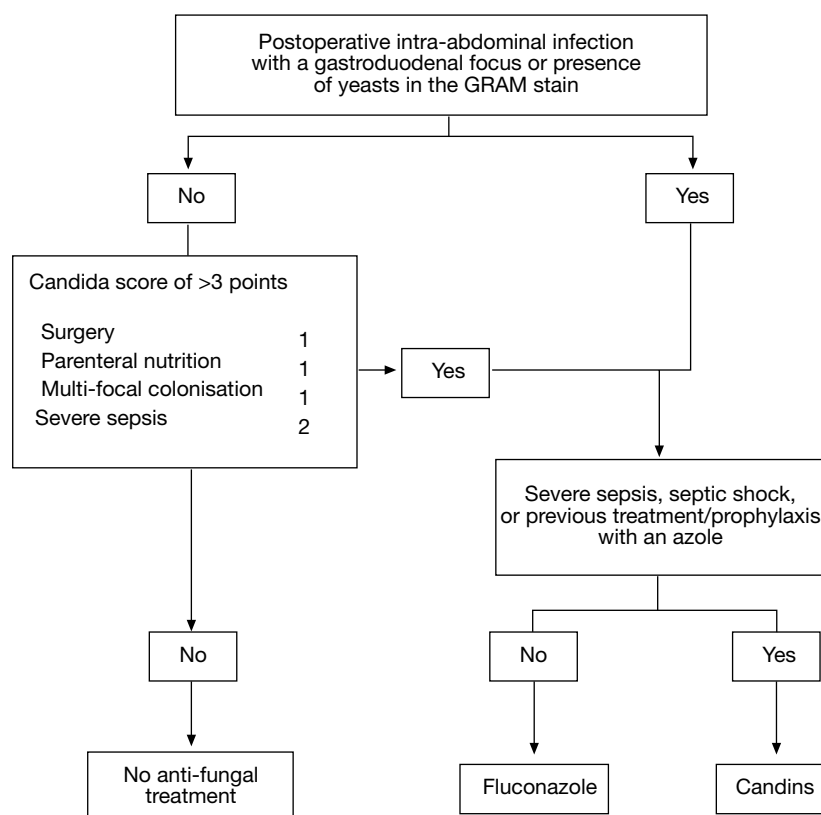 Postoperative intra-abdominal infection
with a gastroduodenal focus or presence
of yeasts in the GRAM stain
No
Yes
Candida score of >3 points
Surgery 1
Parenteral nutrition 1
Multi-focal colonisation 1
Severe sepsis 2
Yes
Severe sepsis, septic shock,
or previous treatment/prophylaxis
with an azole
No
No
Yes
No anti-fungal
treatment
Fluconazole
Candins